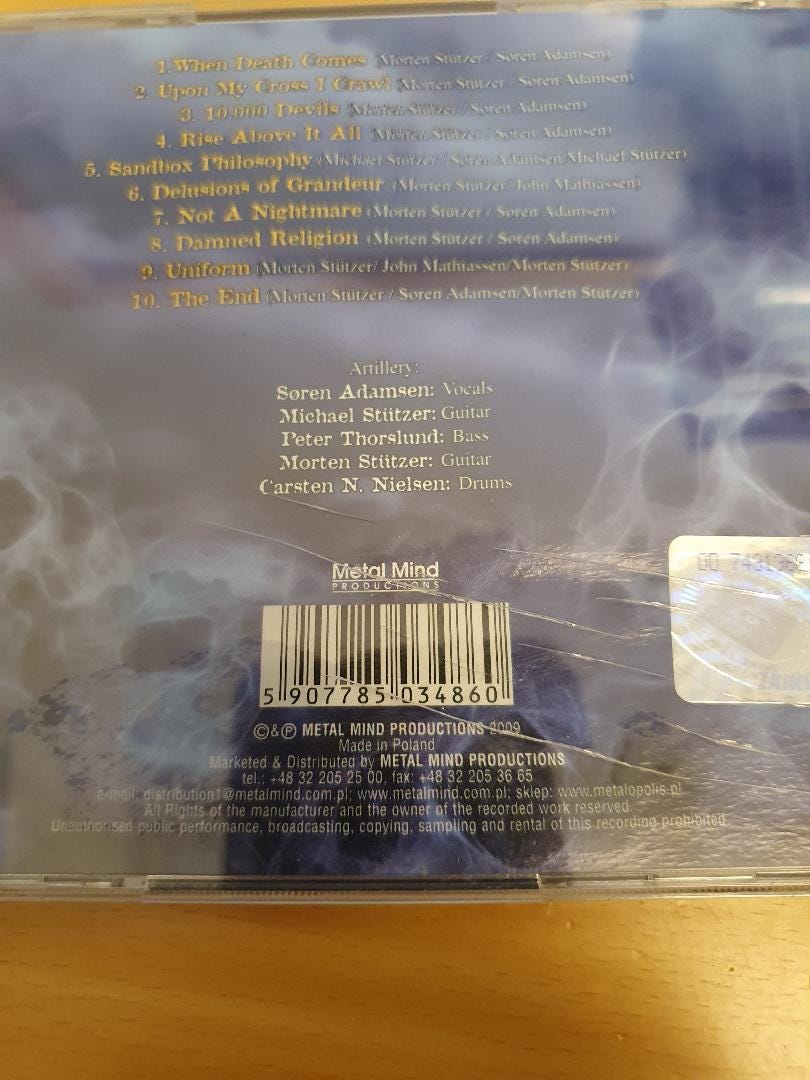 1.When Death Comes (Morten Stützer / Søren Adamsen)
2. Upon My Cross I Crawl (Morten Stützer / Søren Adamsen)
3. 10.000 Devils (Morten Stützer / Søren Adamsen)
4. Rise Above It All (Morten Stützer / Søren Adamsen)
5. Sandbox Philosophy (Michael Stützer / Søren Adamsen/Michael Stützer)
6. Delusions of Grandeur (Morten Stützer/ John Mathiassen)
7. Not A Nightmare (Morten Stützer / Søren Adamsen)
8. Damned Religion (Morten Stützer / Søren Adamsen)
9. Uniform (Morten Stützer/ John Mathiassen/Morten Stützer)
10. The End (Morten Stützer / Søren Adamsen/Morten Stützer)
Artillery:
Søren Adamsen: Vocals
Michael Stützer: Guitar
Peter Thorslund: Bass
Morten Stützer: Guitar
Carsten N. Nielsen: Drums
Metal Mind
PRODUCTIONS
5 907785 034860
©&℗ METAL MIND PRODUCTIONS 2009
Made in Poland
Marketed & Distributed by METAL MIND PRODUCTIONS
tel.: +48 32 205 25 00, fax: +48 32 205 36 65
e-mail: distribution1@metalmind.com.pl; www.metalmind.com.pl; sklep: www.metalopolis.pl
All Rights of the manufacturer and the owner of the recorded work reserved.
Unauthorised public performance, broadcasting, copying, sampling and rental of this recording prohibited